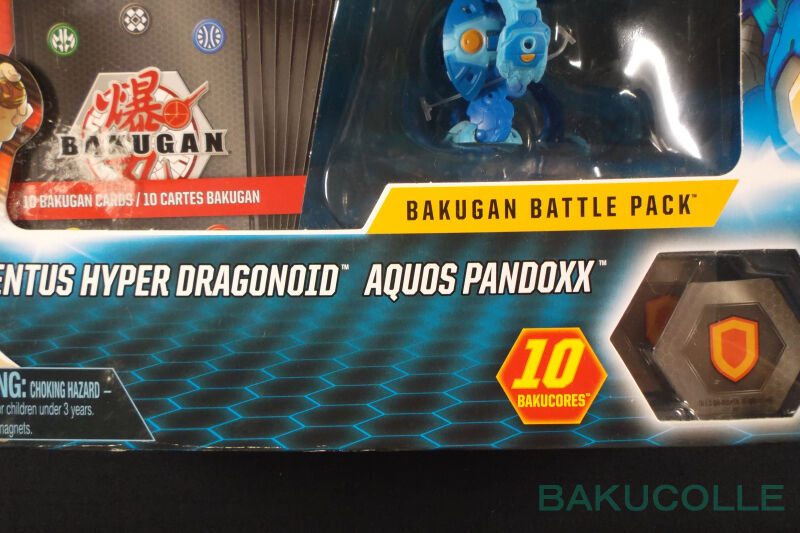 爆
BAKUGAN
10 BAKUGAN CARDS / 10 CARTES BAKUGAN
BAKUGAN BATTLE PACK™
ENTUS HYPER DRAGONOID™ AQUOS PANDOXX™
10
BAKUCORES™
NG: CHOKING HAZARD –
or children under 3 years.
magnets.
BAKUCOLLE